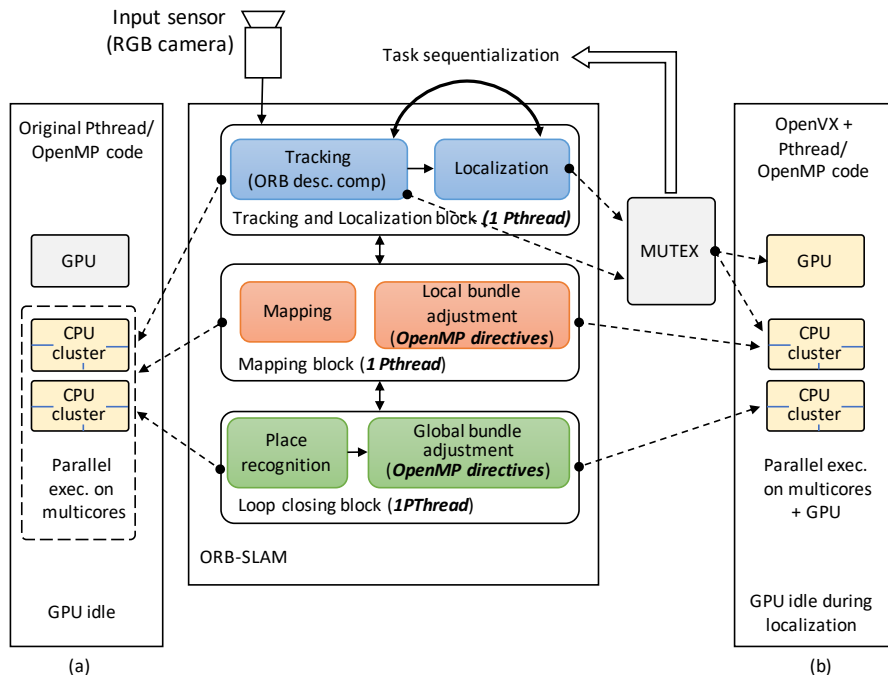 Input sensor
(RGB camera)
Task sequentialization
Original Pthread/
OpenMP code
GPU
CPU
cluster
CPU
cluster
Parallel
exec. on
multicores
GPU idle
(a)
Tracking
(ORB desc. comp)
Localization
Tracking and Localization block (1 Pthread)
Mapping
Local bundle
adjustment
(OpenMP directives)
Mapping block (1 Pthread)
Place
recognition
Global bundle
adjustment
(OpenMP directives)
Loop closing block (1PThread)
ORB-SLAM
MUTEX
OpenVX +
Pthread/
OpenMP code
GPU
CPU
cluster
CPU
cluster
Parallel exec.
on multicores
+ GPU
GPU idle during
localization
(b)